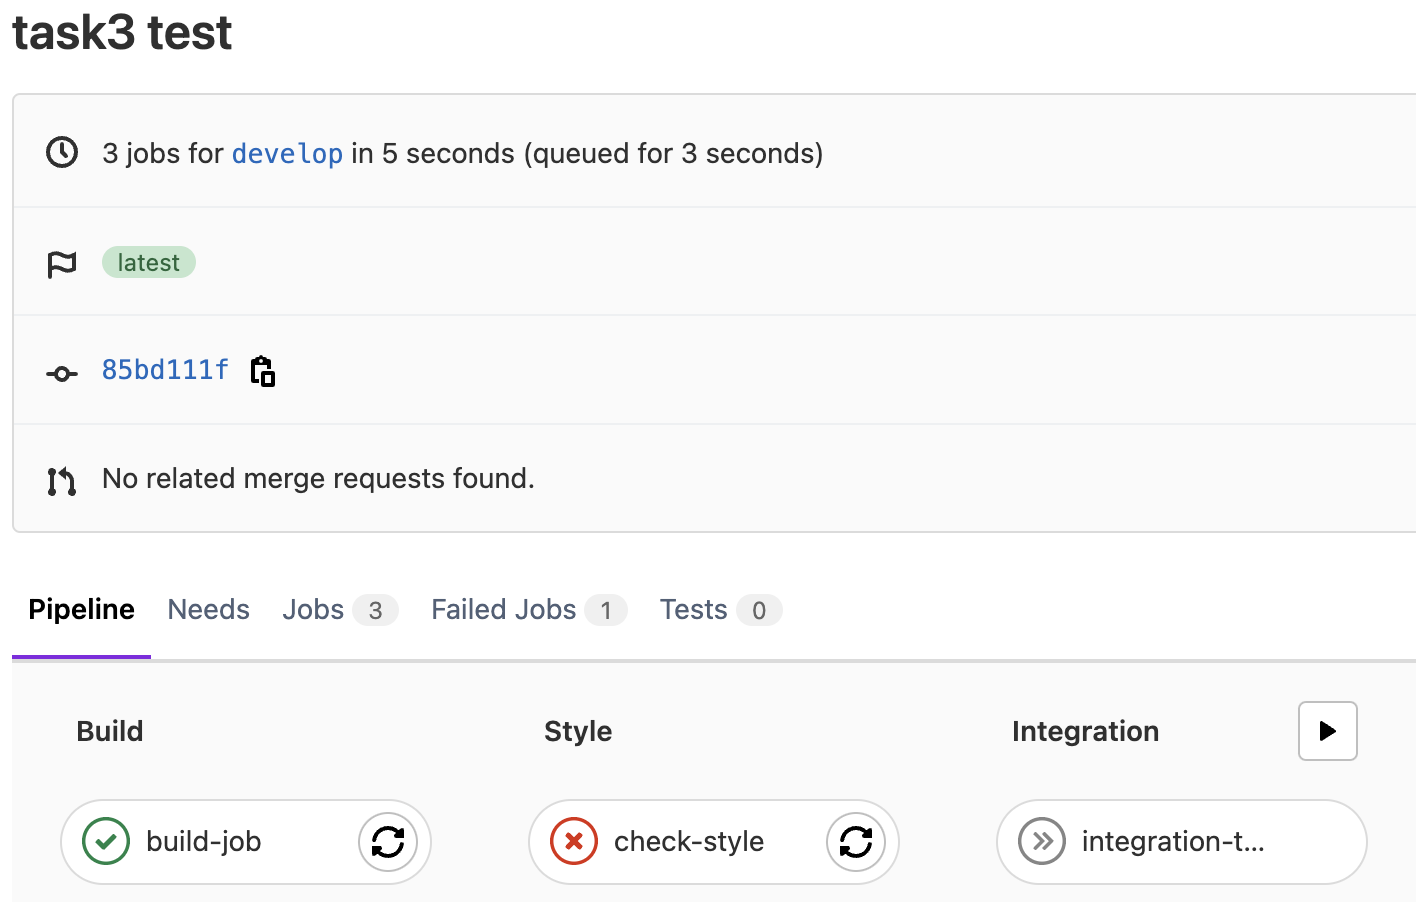 task3 test
3 jobs for develop in 5 seconds (queued for 3 seconds)
latest
85bd111f
No related merge requests found.
Pipeline Needs Jobs 3 Failed Jobs 1 Tests 0
Build Style Integration
build-job check-style integration-t...